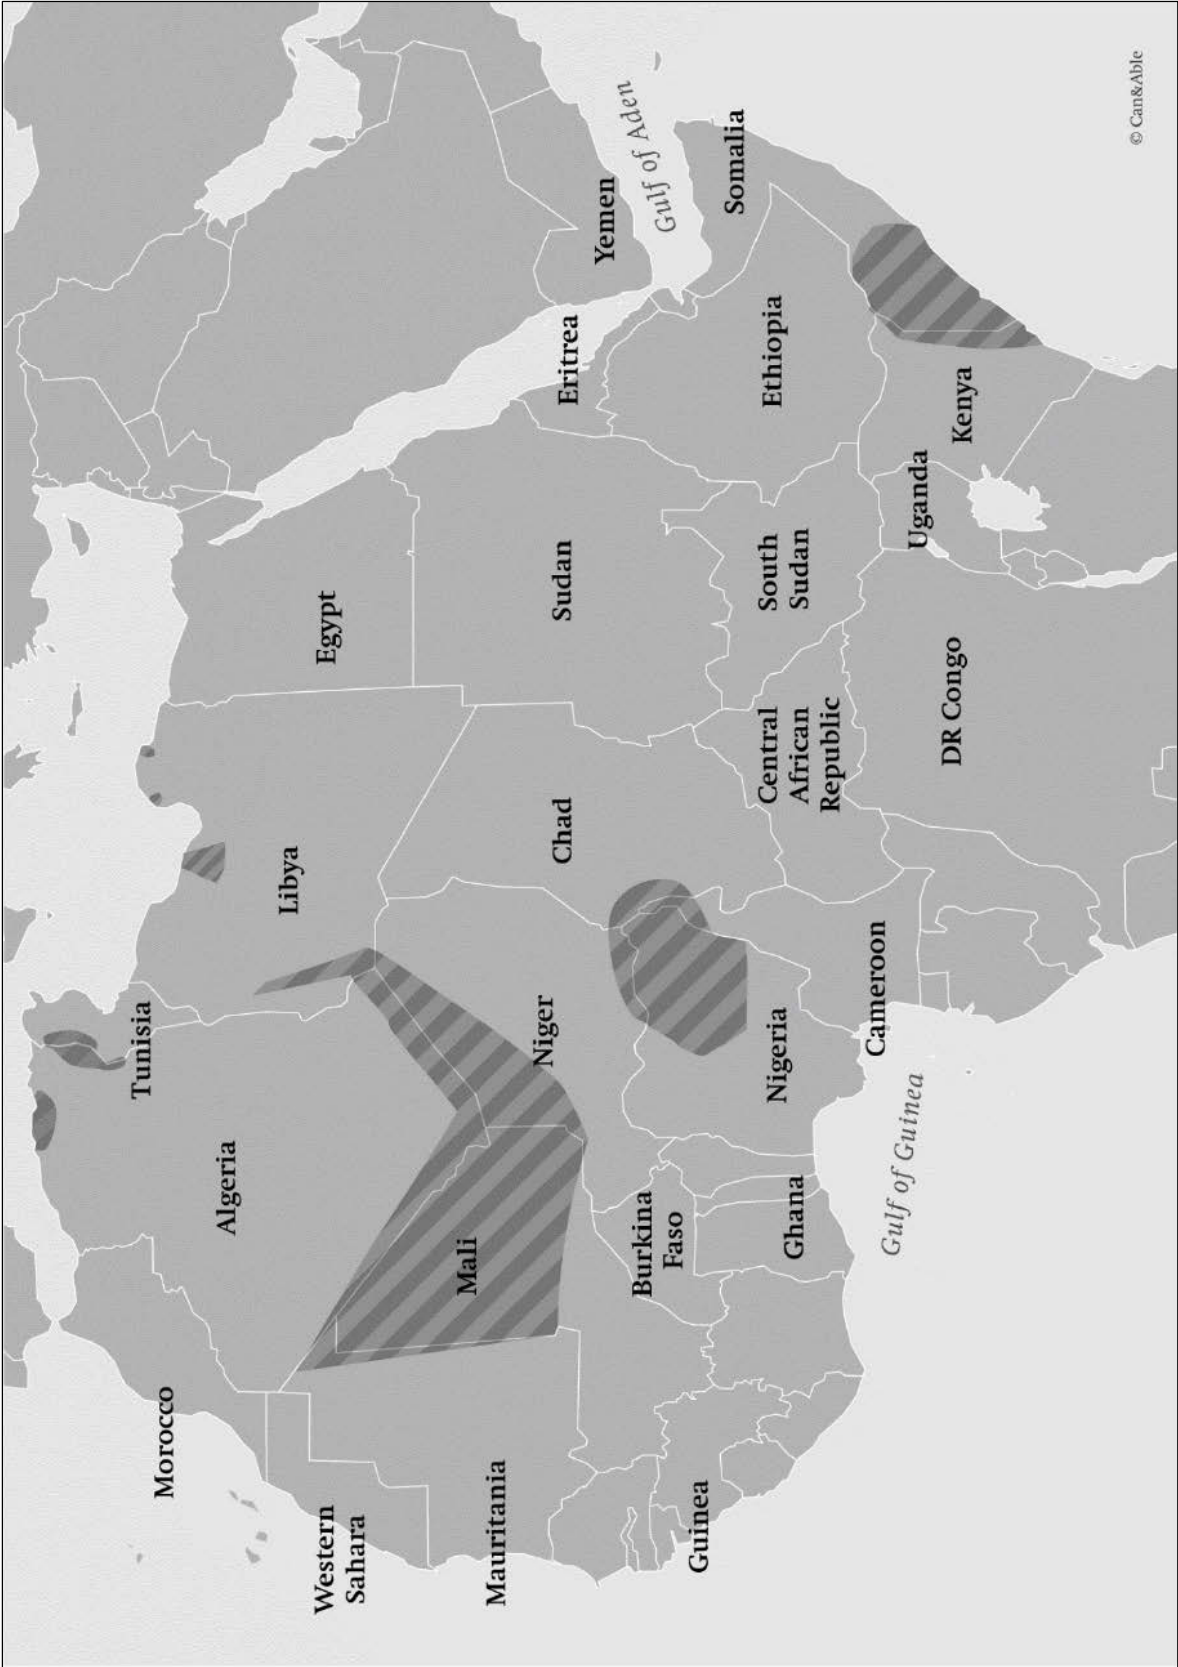 Morocco
Tunisia
Algeria
Libya
Egypt
Western
Sahara
Mauritania
Mali
Niger
Chad
Sudan
Eritrea
Yemen
Gulf of Aden
Guinea
Burkina
Faso
Ghana
Nigeria
Cameroon
Central
African
Republic
South
Sudan
Ethiopia
Somalia
Gulf of Guinea
DR Congo
Uganda
Kenya
© Can&Able